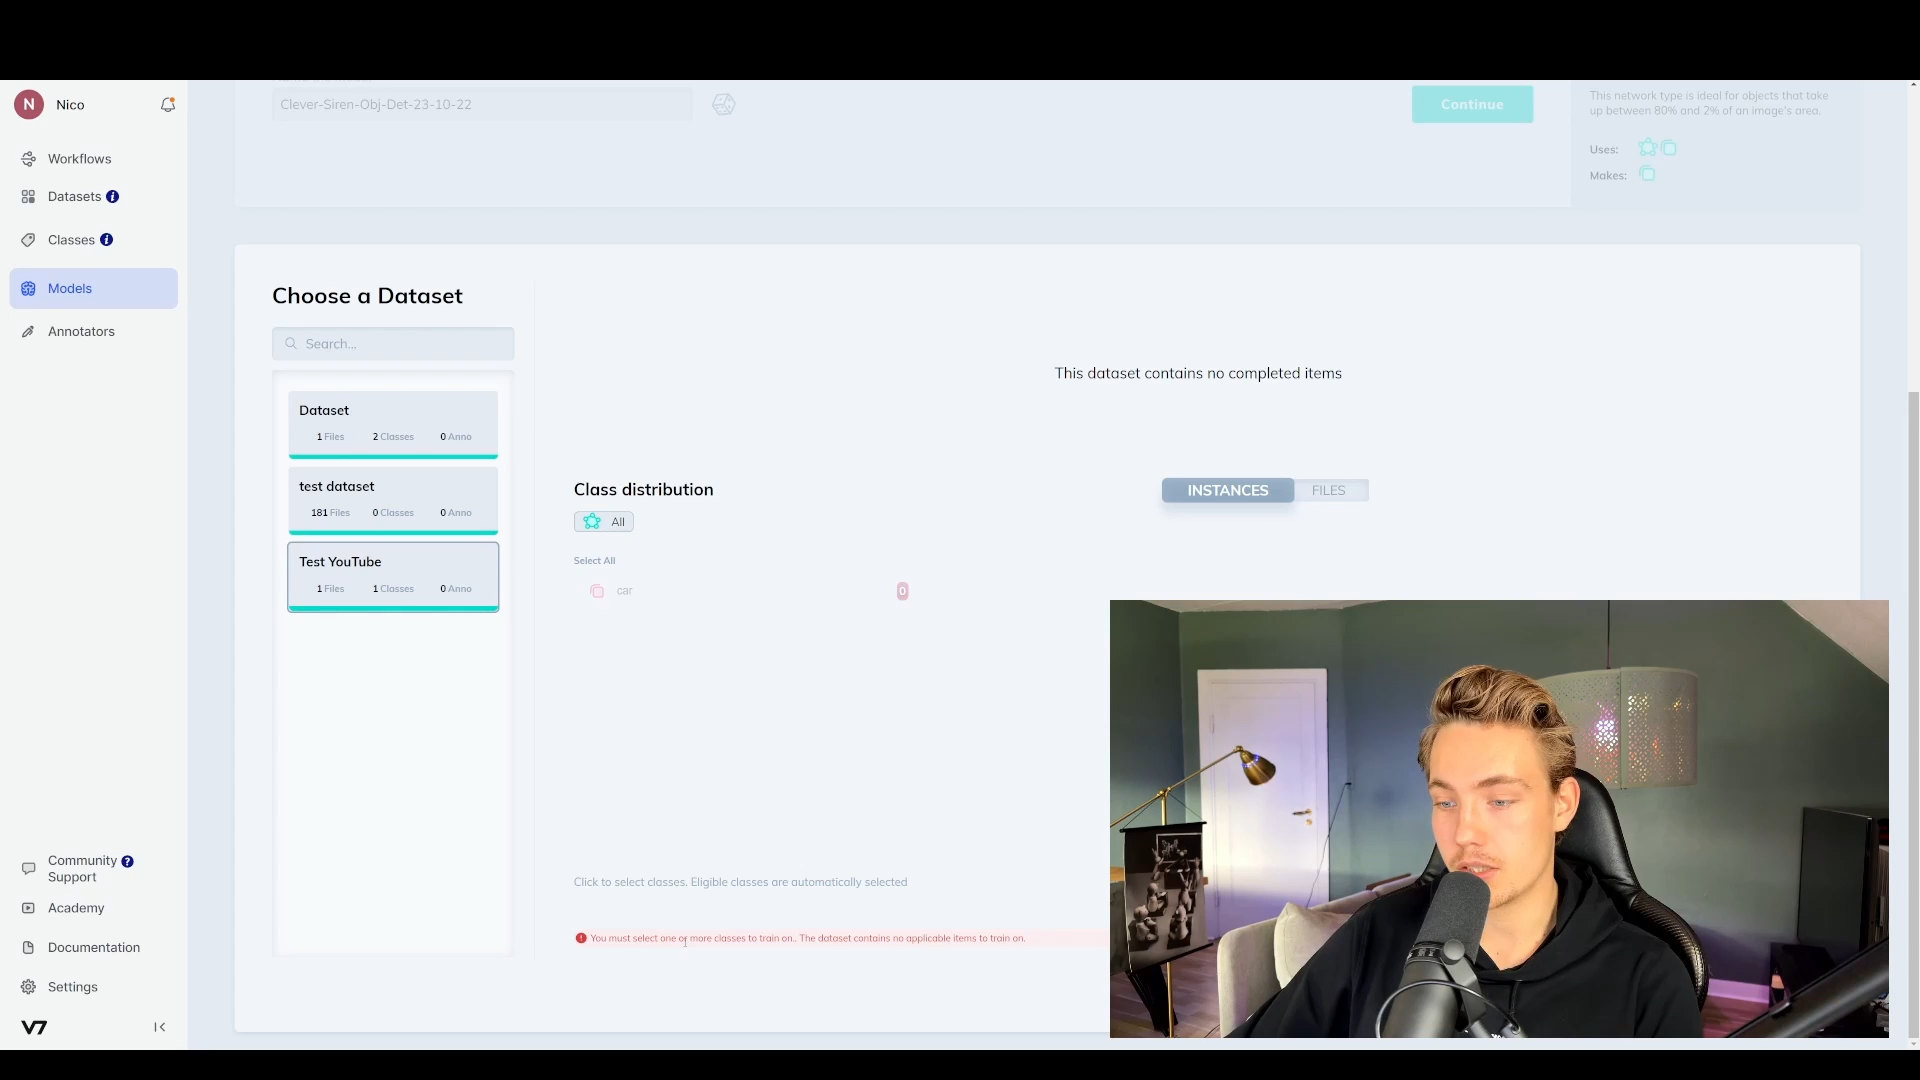 N Nico
Workflows
Datasets i
Classes i
Models
Annotators
Community ?
Support
Academy
Documentation
Settings
V7
Clever-Siren-Obj-Det-23-10-22
Continue
This network type is ideal for objects that take
up between 80% and 2% of an image's area.
Uses:
Makes:
Choose a Dataset
Search...
Dataset
1 Files 2 Classes 0 Anno
test dataset
181 Files 0 Classes 0 Anno
Test YouTube
1 Files 1 Classes 0 Anno
This dataset contains no completed items
Class distribution
INSTANCES FILES
All
Select All
car 0
Click to select classes. Eligible classes are automatically selected
You must select one or more classes to train on.. The dataset contains no applicable items to train on.